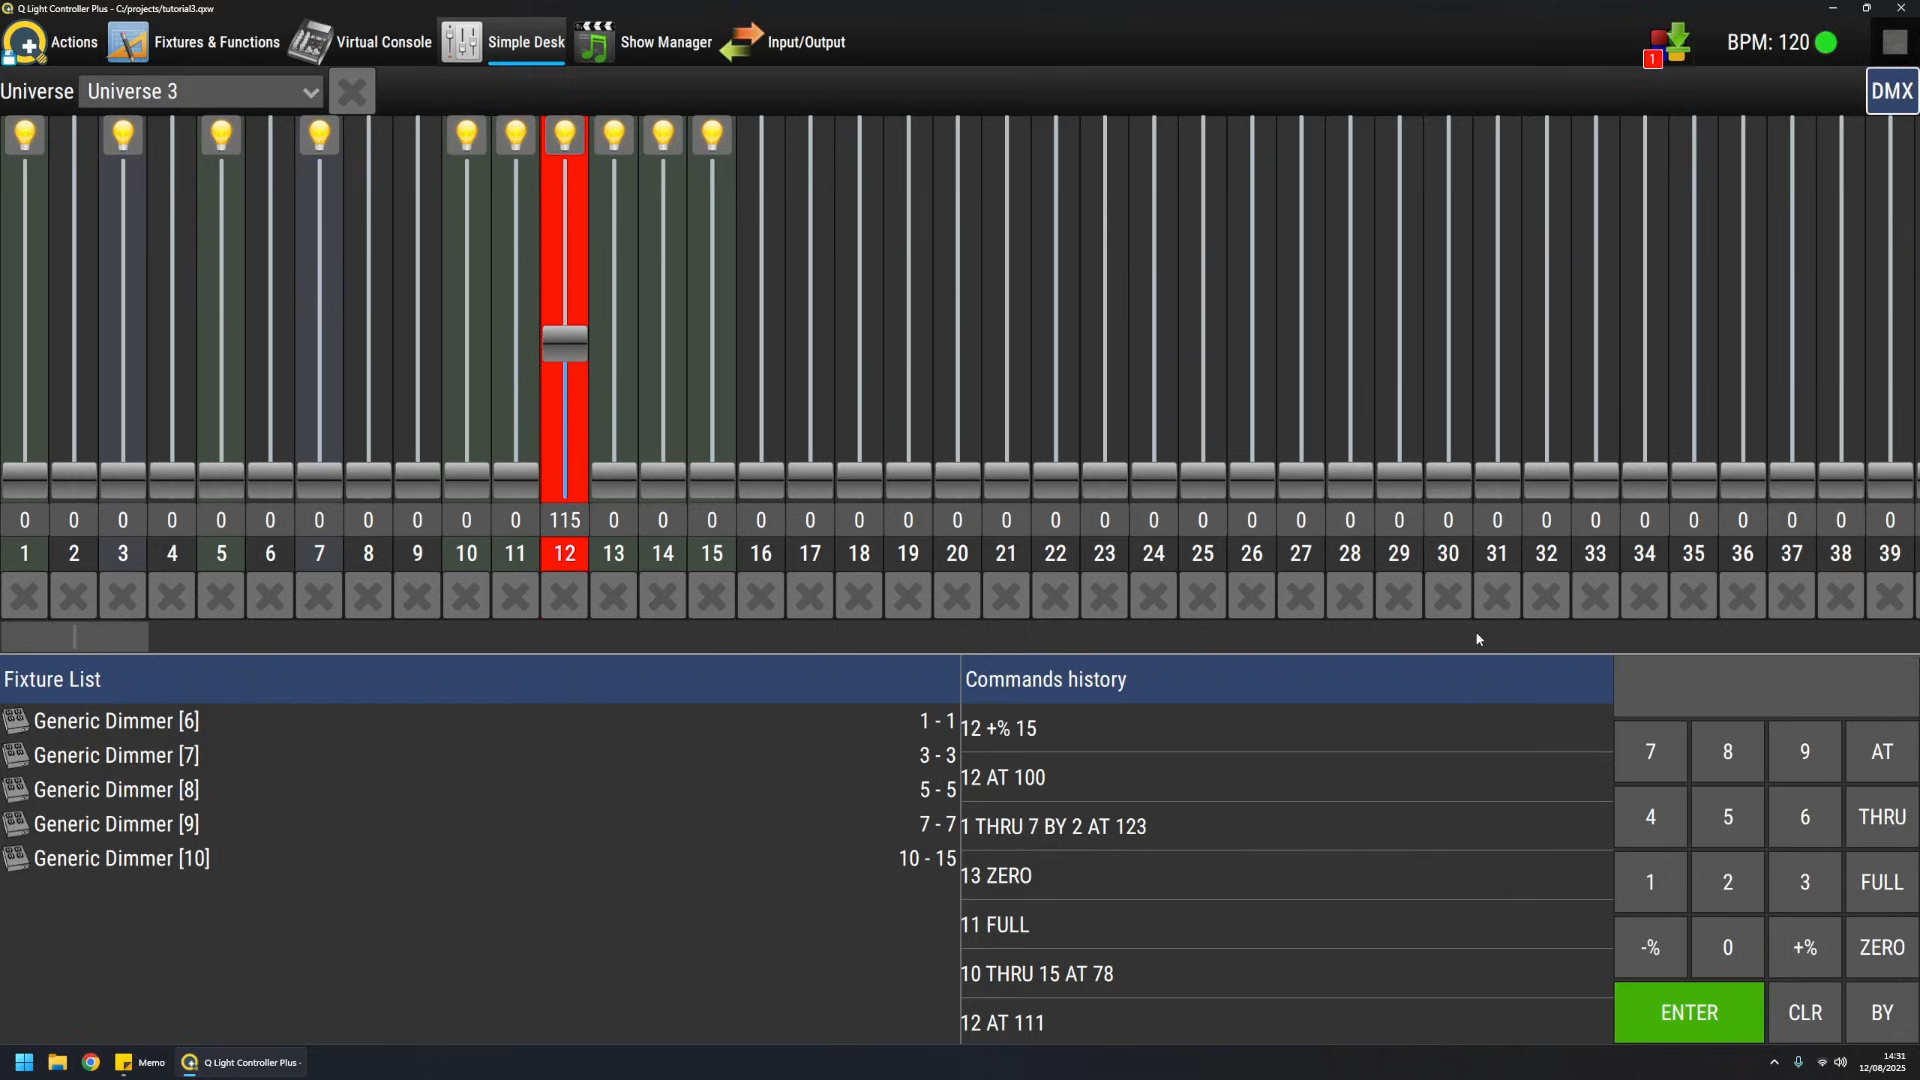 Q Light Controller Plus - C:/projects/tutorial3.qxw
Actions Fixtures & Functions Virtual Console Simple Desk Show Manager Input/Output 1 BPM: 120
Universe Universe 3 DMX
0 0 0 0 0 0 0 0 0 0 0 115 0 0 0 0 0 0 0 0 0 0 0 0 0 0 0 0 0 0 0 0 0 0 0 0 0 0 0
1 2 3 4 5 6 7 8 9 10 11 12 13 14 15 16 17 18 19 20 21 22 23 24 25 26 27 28 29 30 31 32 33 34 35 36 37 38 39
Fixture List
Generic Dimmer [6] 1 - 1
Generic Dimmer [7] 3 - 3
Generic Dimmer [8] 5 - 5
Generic Dimmer [9] 7 - 7
Generic Dimmer [10] 10 - 15
Commands history
12 +% 15
12 AT 100
1 THRU 7 BY 2 AT 123
13 ZERO
11 FULL
10 THRU 15 AT 78
12 AT 111
7 8 9 AT
4 5 6 THRU
1 2 3 FULL
-% 0 +% ZERO
ENTER CLR BY
Memo Q Light Controller Plus -
14:31
12/08/2025